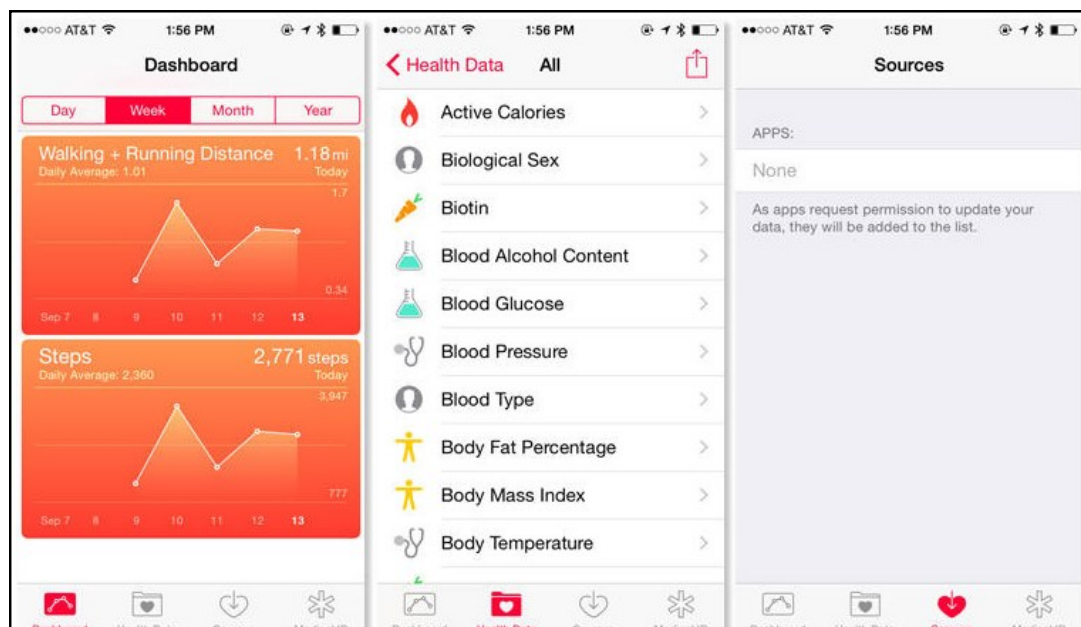 AT&T 1:56 PM
Dashboard
Day Week Month Year
Walking + Running Distance 1.18 mi
Daily Average: 1.01 Today
1.7
0.34
Sep 7 8 9 10 11 12 13
Steps 2,771 steps
Daily Average: 2,360 Today
3,947
777
Sep 7 8 9 10 11 12 13
AT&T 1:56 PM
Health Data All
Active Calories
Biological Sex
Biotin
Blood Alcohol Content
Blood Glucose
Blood Pressure
Blood Type
Body Fat Percentage
Body Mass Index
Body Temperature
AT&T 1:56 PM
Sources
APPS:
None
As apps request permission to update your
data, they will be added to the list.